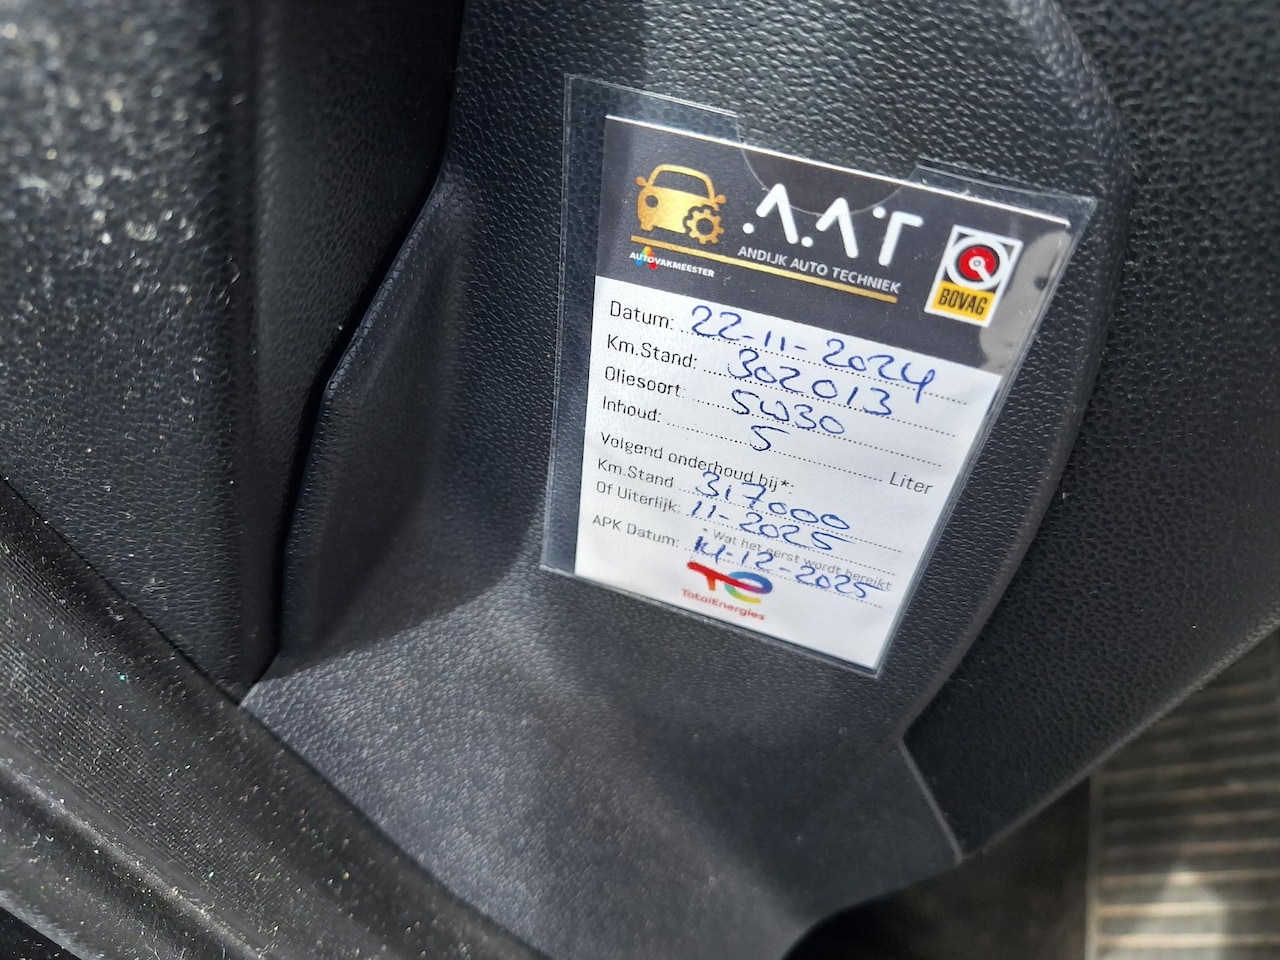 A.A.T
ANDIJK AUTO TECHNIEK
AUTOVAKMEESTER
BOVAG
Datum: 22-11-2024
Km.Stand: 302013
Oliesoort: 5W30
Inhoud: 5 Liter
Volgend onderhoud bij*:
Km.Stand 317000
Of Uiterlijk: 11-2025
* Wat het eerst wordt bereikt
APK Datum: 14-12-2025
TotalEnergies